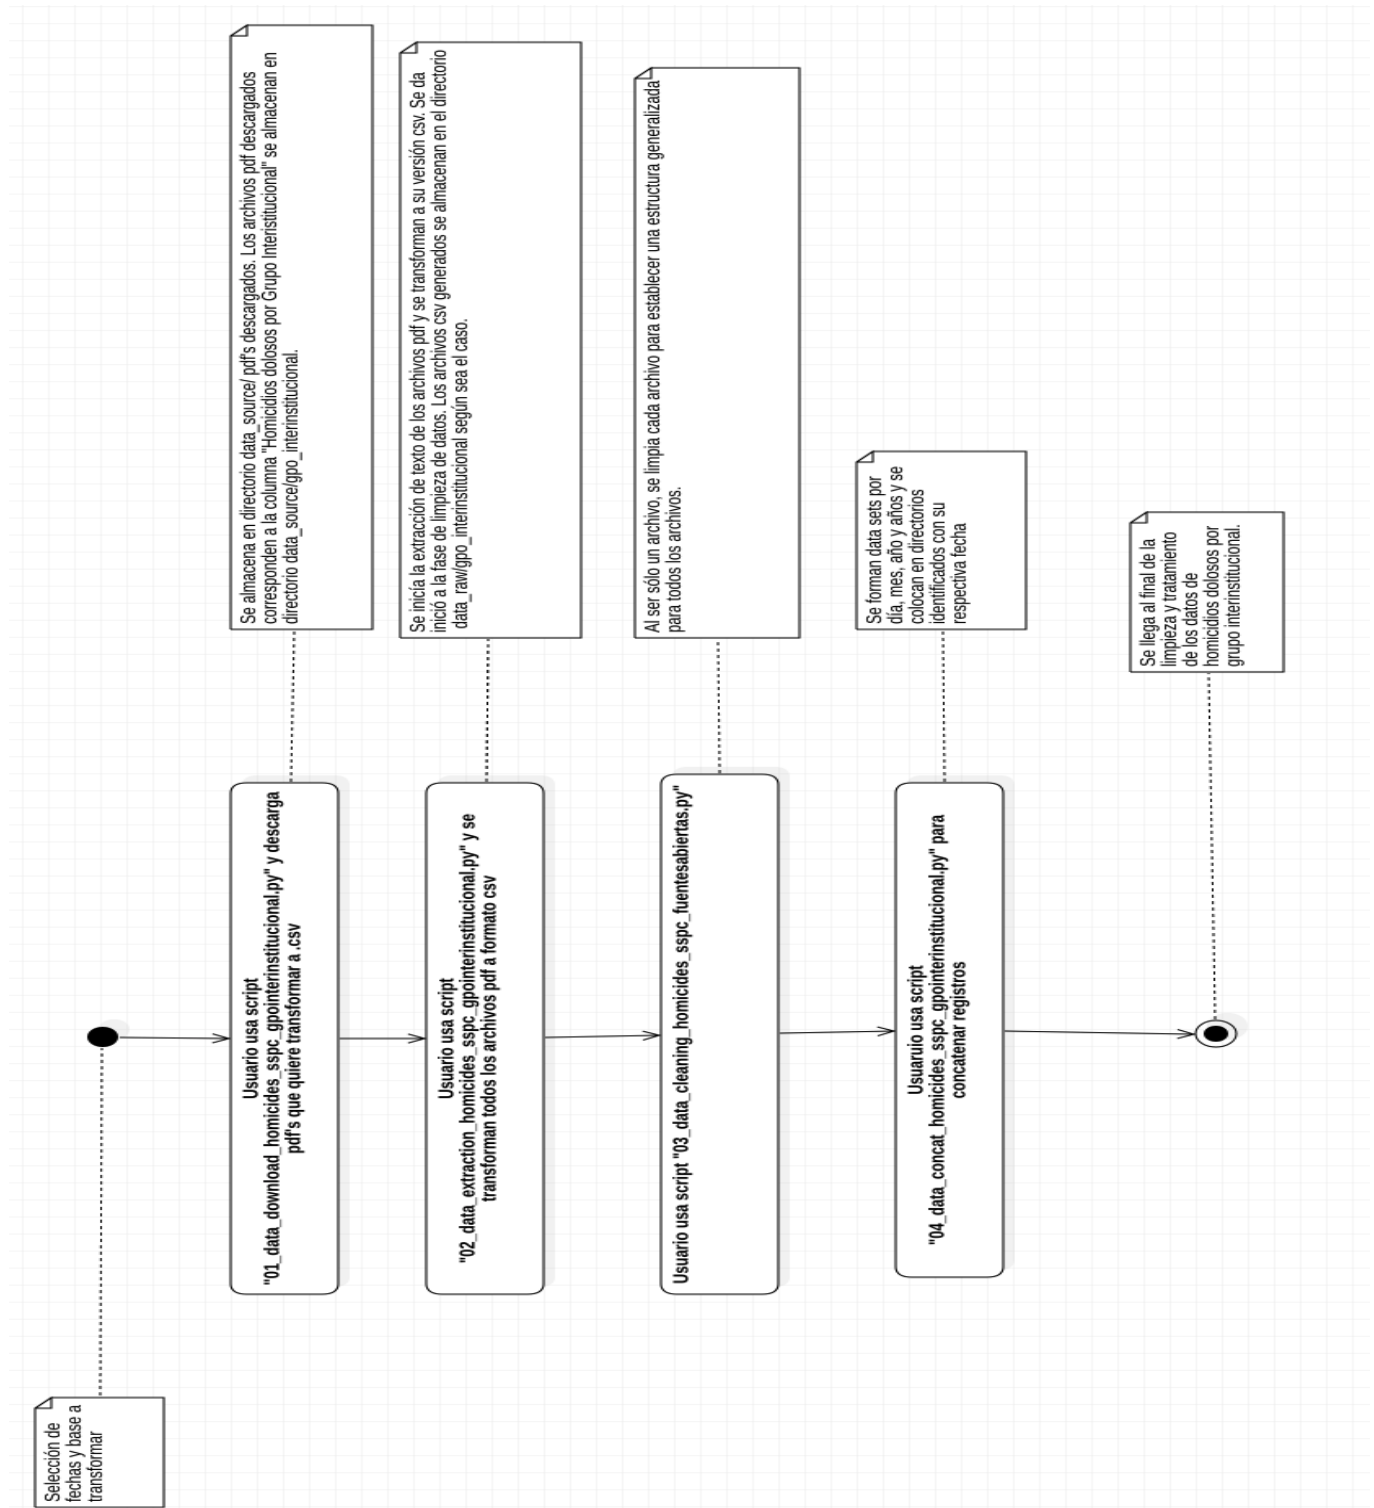 Selección de
fechas y base a
transformar
Usuario usa script
"01_data_download_homicides_sspc_gpointerinstitucional.py" y descarga
pdf's que quiere transformar a .csv
Se almacena en directorio data_source/ pdf's descargados. Los archivos pdf descargados
corresponden a la columna "Homicidios dolosos por Grupo Interistitucional" se almacenan en
directorio data_source/gpo_interinstitucional.
Usuario usa script
"02_data_extraction_homicides_sspc_gpointerinstitucional.py" y se
transforman todos los archivos pdf a formato csv
Se inicía la extracción de texto de los archivos pdf y se transforman a su versión csv. Se da
inició a la fase de limpieza de datos. Los archivos csv generados se almacenan en el directorio
data_raw/gpo_interinstitucional según sea el caso.
Usuario usa script "03_data_cleaning_homicides_sspc_fuentesabiertas.py"
Al ser sólo un archivo, se limpia cada archivo para establecer una estructura generalizada
para todos los archivos.
Usuaruio usa script
"04_data_concat_homicides_sspc_gpointerinstitucional.py" para
concatenar registros
Se forman data sets por
día, mes, año y años y se
colocan en directorios
identificados con su
respectiva fecha
Se llega al final de la
limpieza y tratamiento
de los datos de
homicidios dolosos por
grupo interinstitucional.